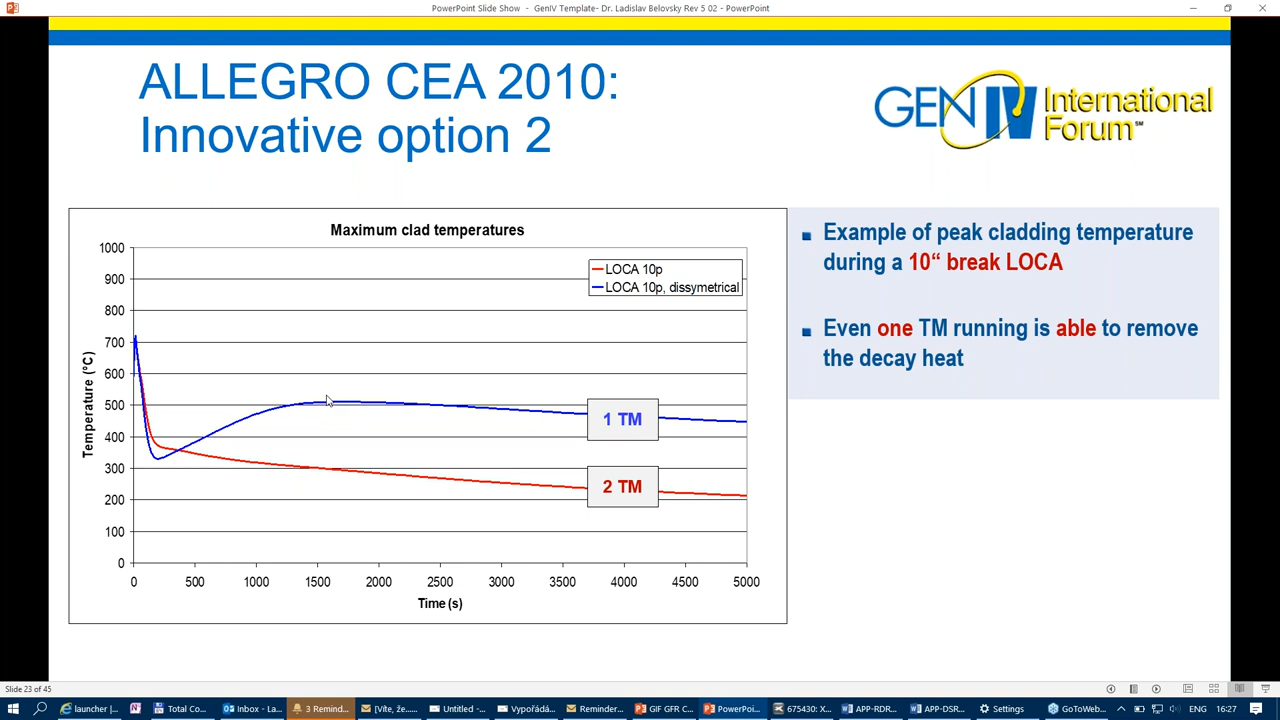 PowerPoint Slide Show - GenIV Template- Dr. Ladislav Belovsky Rev 5 02 - PowerPoint
ALLEGRO CEA 2010:
Innovative option 2
GEN IV International
Forum℠
Maximum clad temperatures
1000
900
800
700
600
500
400
300
200
100
0
Temperature (°C)
LOCA 10p
LOCA 10p, dissymetrical
1 TM
2 TM
0 500 1000 1500 2000 2500 3000 3500 4000 4500 5000
Time (s)
Example of peak cladding temperature
during a 10“ break LOCA
Even one TM running is able to remove
the decay heat
Slide 23 of 45
launcher |... Total Co... Inbox - La... 3 Remind... [Víte, že..... Untitled -... Vypořádá... Reminder... GIF GFR C... PowerPoi... 675430: X... APP-RDR... APP-DSR... Settings GoToWeb... ENG 16:27